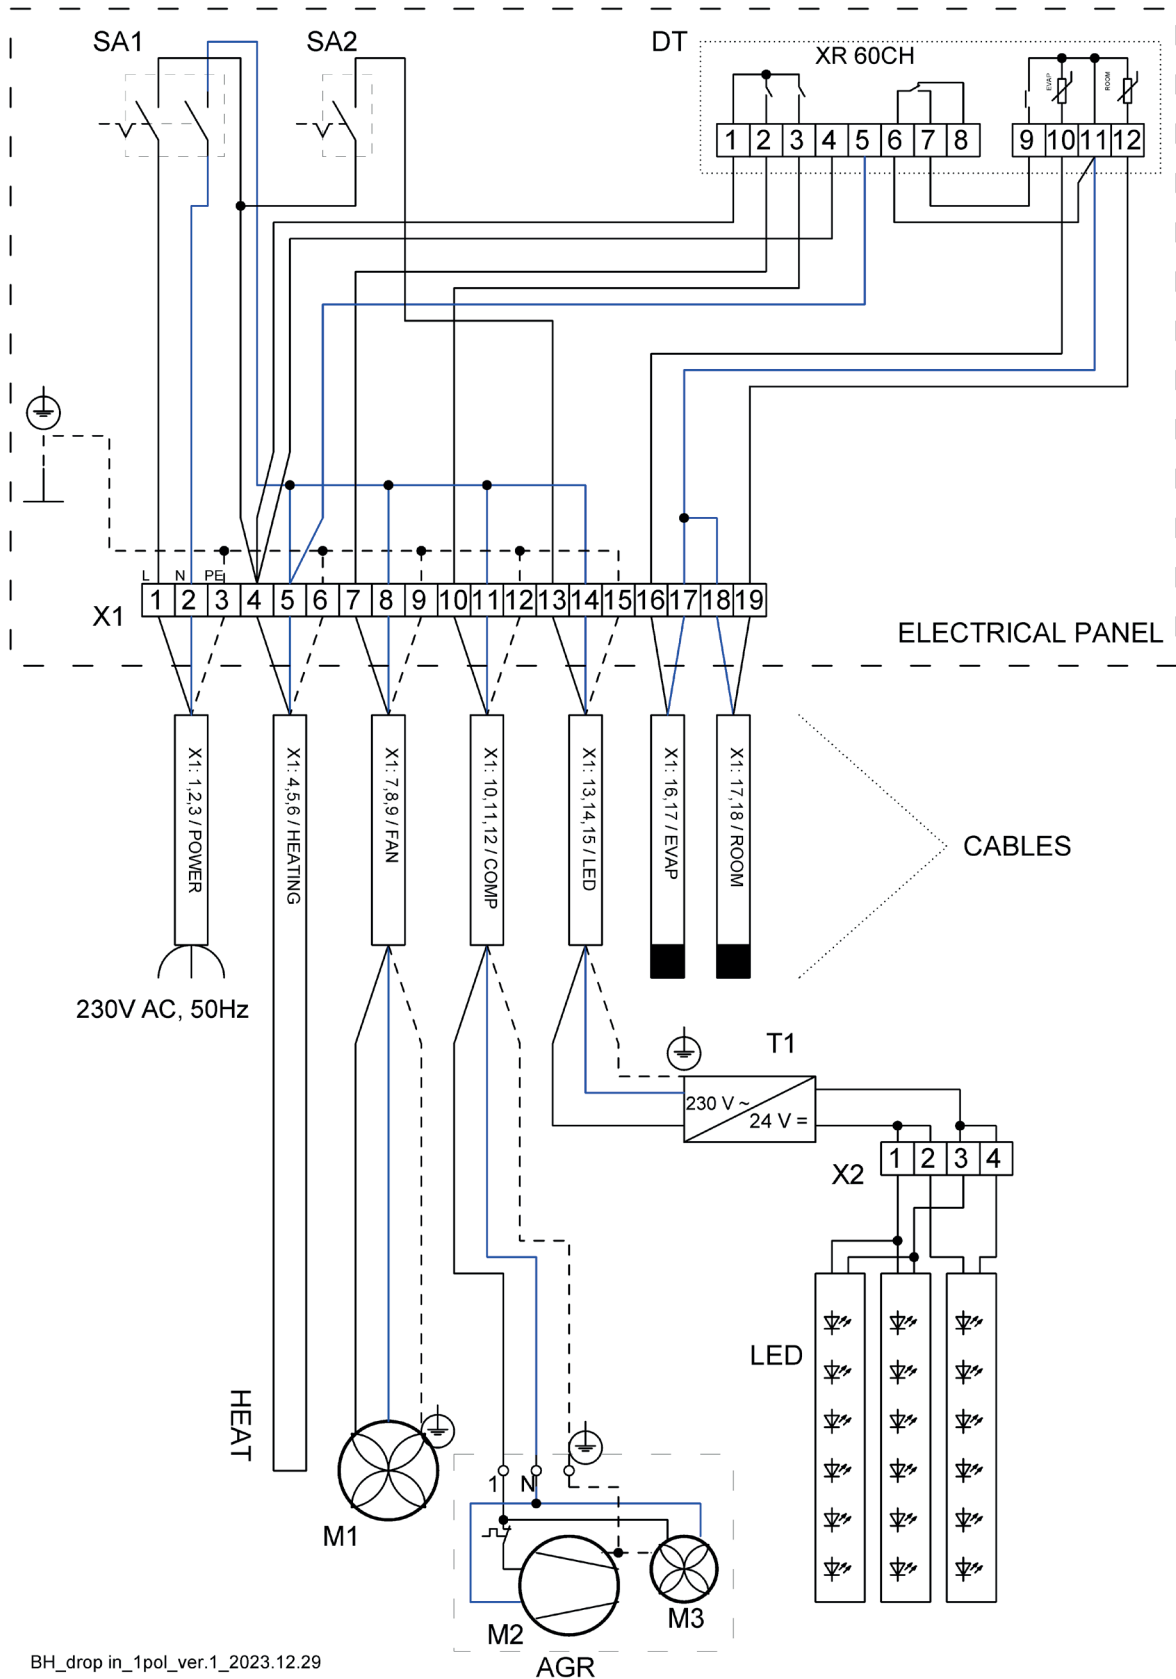 SA1 SA2 DT
XR 60CH
EVAP
ROOM
1 2 3 4 5 6 7 8 9 10 11 12
L N PE
X1 1 2 3 4 5 6 7 8 9 10 11 12 13 14 15 16 17 18 19
ELECTRICAL PANEL
X1: 1,2,3 / POWER
X1: 4,5,6 / HEATING
X1: 7,8,9 / FAN
X1: 10,11,12 / COMP
X1: 13,14,15 / LED
X1: 16,17 / EVAP
X1: 17,18 / ROOM
CABLES
230V AC, 50Hz
T1
230 V ~
24 V =
X2 1 2 3 4
LED
HEAT
1 N
M1
M2
M3
AGR
BH_drop in_1pol_ver.1_2023.12.29